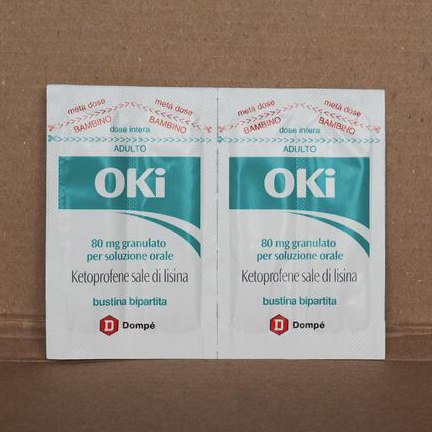 metà dose metà dose
BAMBINO BAMBINO
dose intera
ADULTO
OKi
80 mg granulato
per soluzione orale
Ketoprofene sale di lisina
bustina bipartita
D Dompé
metà dose metà dose
BAMBINO BAMBINO
dose intera
ADULTO
OKi
80 mg granulato
per soluzione orale
Ketoprofene sale di lisina
bustina bipartita
D Dompé